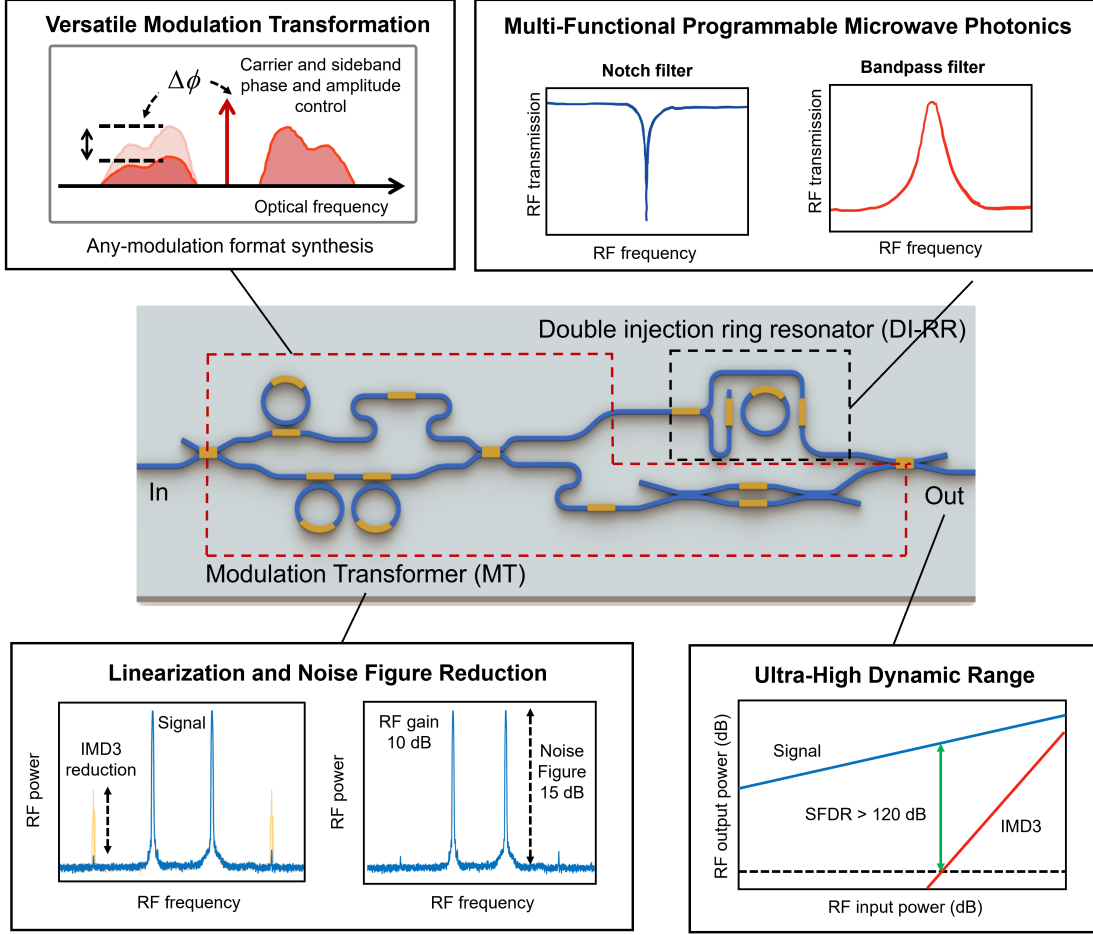 Versatile Modulation Transformation
Δϕ
Carrier and sideband
phase and amplitude
control
Optical frequency
Any-modulation format synthesis
Multi-Functional Programmable Microwave Photonics
Notch filter
RF transmission
RF frequency
Bandpass filter
RF transmission
RF frequency
Double injection ring resonator (DI-RR)
In
Out
Modulation Transformer (MT)
Linearization and Noise Figure Reduction
RF power
IMD3
reduction
Signal
RF frequency
RF power
RF gain
10 dB
Noise
Figure
15 dB
RF frequency
Ultra-High Dynamic Range
RF output power (dB)
Signal
SFDR > 120 dB
IMD3
RF input power (dB)